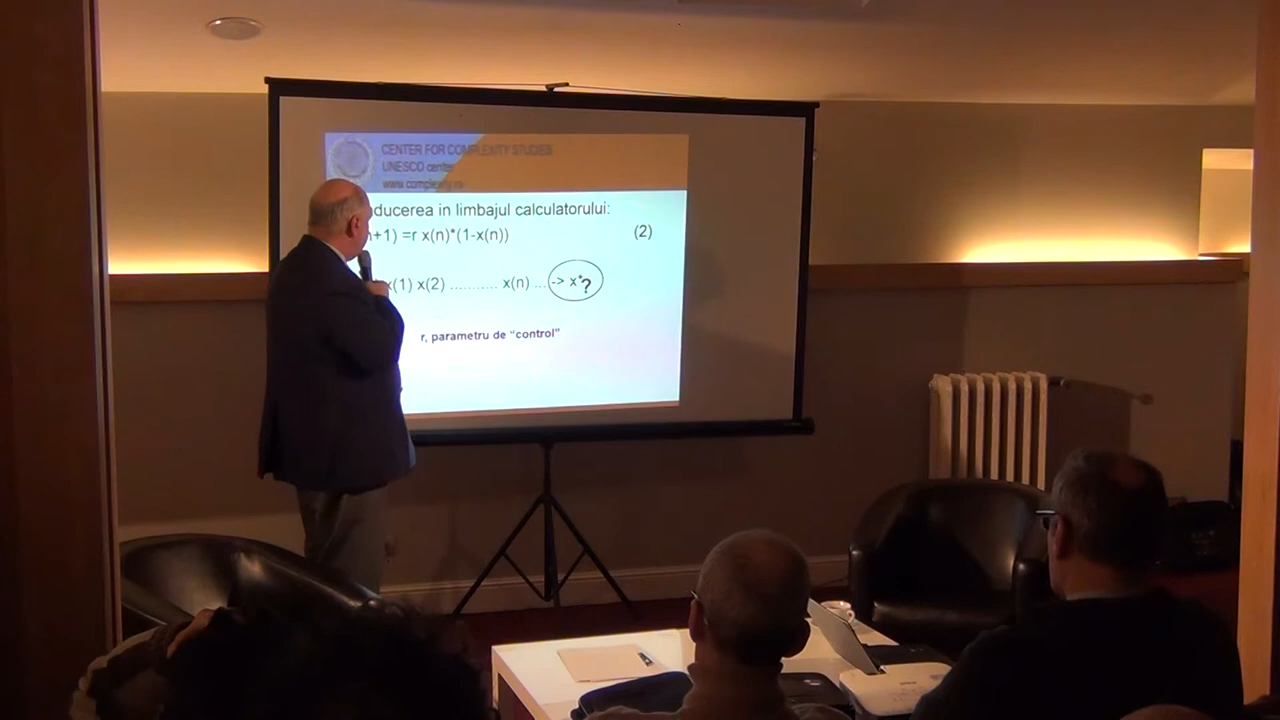 CENTER FOR COMPLEXITY STUDIES
UNESCO center
www.complexity.ro
ducerea in limbajul calculatorului:
n+1) =r x(n)*(1-x(n)) (2)
x(1) x(2) .......... x(n) ... -> x*?
r, parametru de “control”